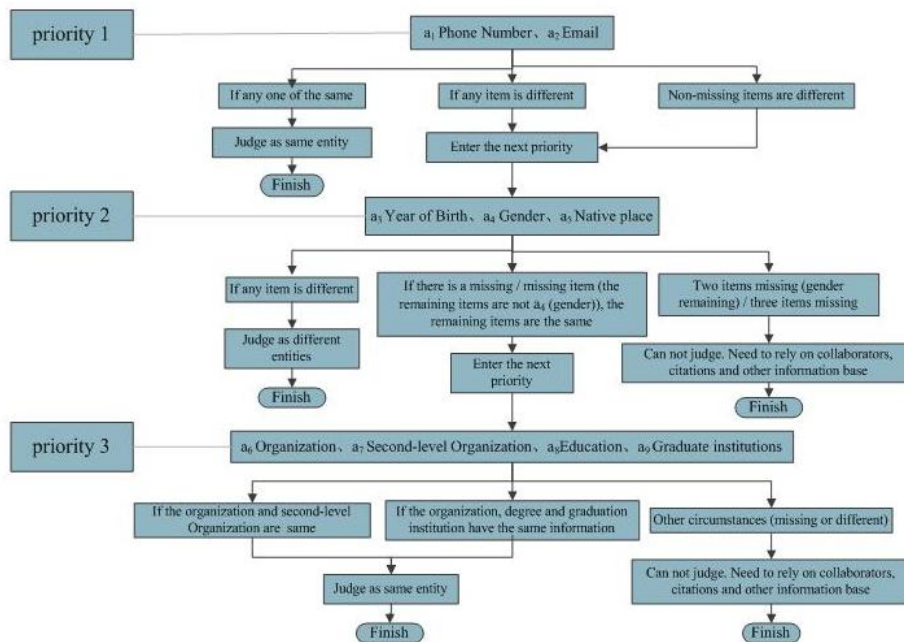 priority 1
a₁ Phone Number、a₂ Email
If any one of the same
If any item is different
Non-missing items are different
Judge as same entity
Enter the next priority
Finish
priority 2
a₃ Year of Birth、a₄ Gender、a₅ Native place
If any item is different
If there is a missing / missing item (the
remaining items are not a₄ (gender)), the
remaining items are the same
Two items missing (gender
remaining) / three items missing
Judge as different
entities
Enter the next
priority
Can not judge. Need to rely on collaborators,
citations and other information base
Finish
Finish
priority 3
a₆ Organization、a₇ Second-level Organization、a₈Education、a₉ Graduate institutions
If the organization and second-level
Organization are same
If the organization, degree and graduation
institution have the same information
Other circumstances (missing or different)
Judge as same
entity
Can not judge. Need to rely on collaborators,
citations and other information base
Finish
Finish